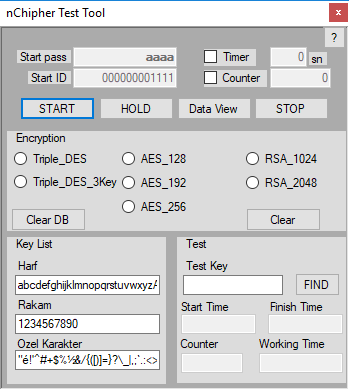 nChipher Test Tool x
?
Start pass aaaa Timer 0 sn
Start ID 000000001111 Counter 0
START HOLD Data View STOP
Encryption
Triple_DES AES_128 RSA_1024
Triple_DES_3Key AES_192 RSA_2048
AES_256
Clear DB Clear
Key List Test
Harf Test Key
abcdefghijklmnopqrstuvwxyzA FIND
Rakam Start Time Finish Time
1234567890
Ozel Karakter Counter Working Time
"é!'^#+$%½&/{([)]=}?\_|,;`.:<>